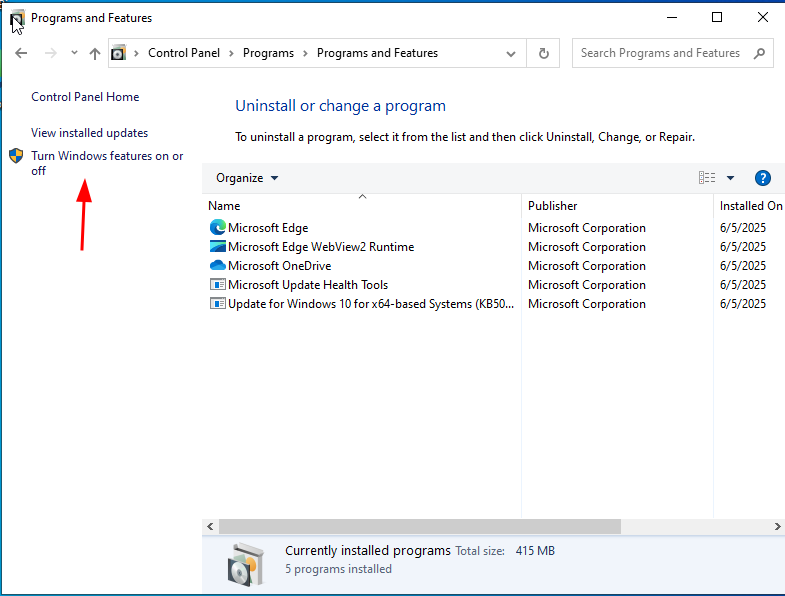 Programs and Features
Control Panel > Programs > Programs and Features
Search Programs and Features
Control Panel Home
View installed updates
Turn Windows features on or
off
Uninstall or change a program
To uninstall a program, select it from the list and then click Uninstall, Change, or Repair.
Organize
?
Name Publisher Installed On
Microsoft Edge Microsoft Corporation 6/5/2025
Microsoft Edge WebView2 Runtime Microsoft Corporation 6/5/2025
Microsoft OneDrive Microsoft Corporation 6/5/2025
Microsoft Update Health Tools Microsoft Corporation 6/5/2025
Update for Windows 10 for x64-based Systems (KB50... Microsoft Corporation 6/5/2025
Currently installed programs Total size: 415 MB
5 programs installed